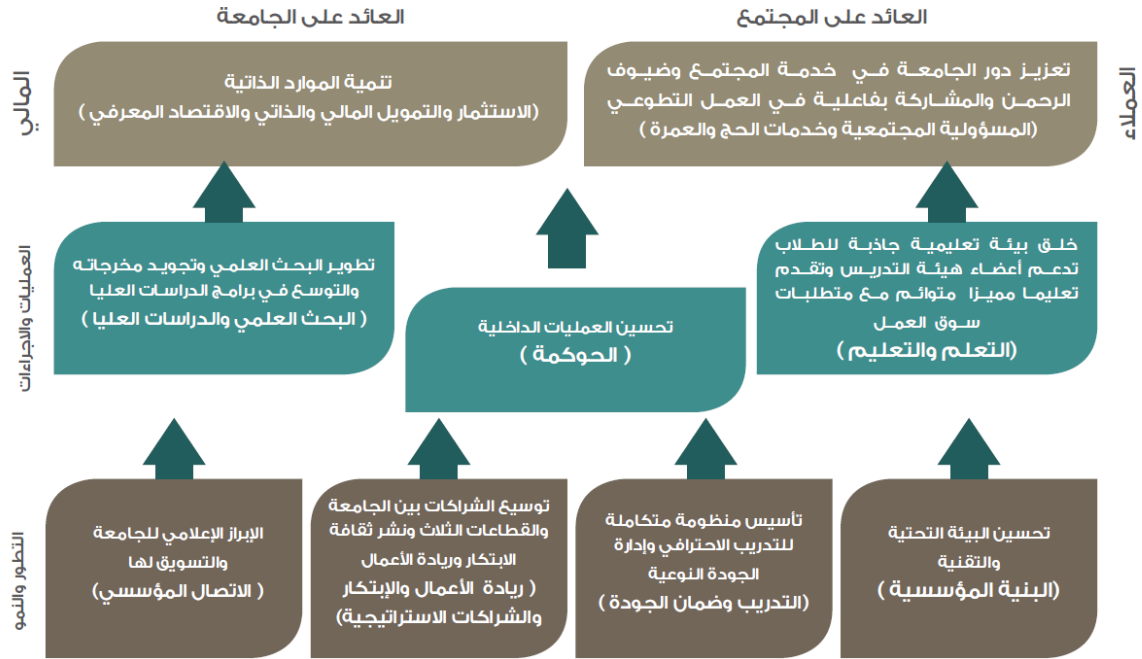 العائد على المجتمع
العائد على الجامعة
العملاء
تعزيز دور الجامعة في خدمة المجتمع وضيوف
الرحمن والمشاركة بفاعلية في العمل التطوعي
(المسؤولية المجتمعية وخدمات الحج والعمرة )
تنمية الموارد الذاتية
(الاستثمار والتمويل المالي والذاتي والاقتصاد المعرفي )
المالي
خلق بيئة تعليمية جاذبة للطلاب
تدعم أعضاء هيئة التدريس وتقدم
تعليما مميزا متوائم مع متطلبات
سوق العمل
(التعلم والتعليم )
تحسين العمليات الداخلية
( الحوكمة )
تطوير البحث العلمي وتجويد مخرجاته
والتوسع في برامج الدراسات العليا
( البحث العلمي والدراسات العليا )
العمليات والاجراءات
تحسين البيئة التحتية
والتقنية
(البنية المؤسسية )
تأسيس منظومة متكاملة
للتدريب الاحترافي وإدارة
الجودة النوعية
(التدريب وضمان الجودة )
توسيع الشراكات بين الجامعة
والقطاعات الثلاث ونشر ثقافة
الابتكار وريادة الأعمال
( ريادة الأعمال والإبتكار
والشراكات الاستراتيجية)
الإبراز الإعلامي للجامعة
والتسويق لها
( الاتصال المؤسسي)
التطور والنمو